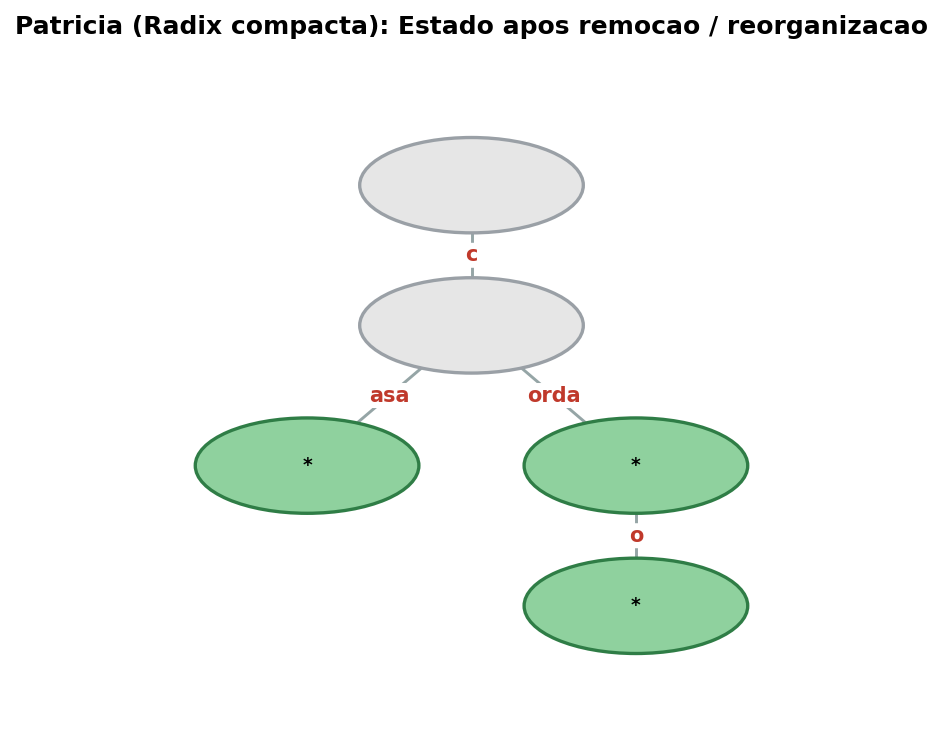 Patricia (Radix compacta): Estado apos remocao / reorganizacao
c
asa orda
* *
o
*